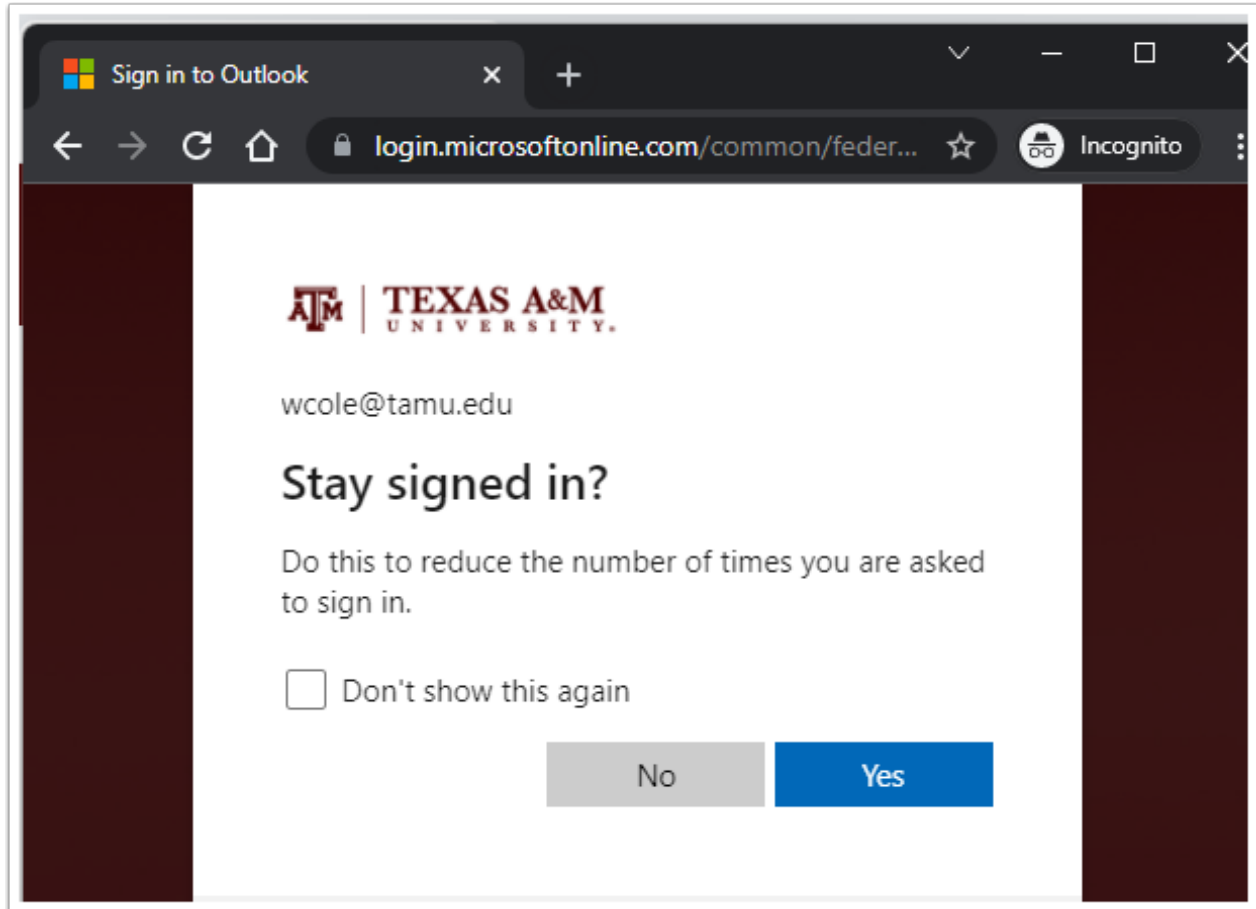 Sign in to Outlook
login.microsoftonline.com/common/feder... Incognito
ATM TEXAS A&M
UNIVERSITY.
wcole@tamu.edu
Stay signed in?
Do this to reduce the number of times you are asked
to sign in.
Don't show this again
No Yes